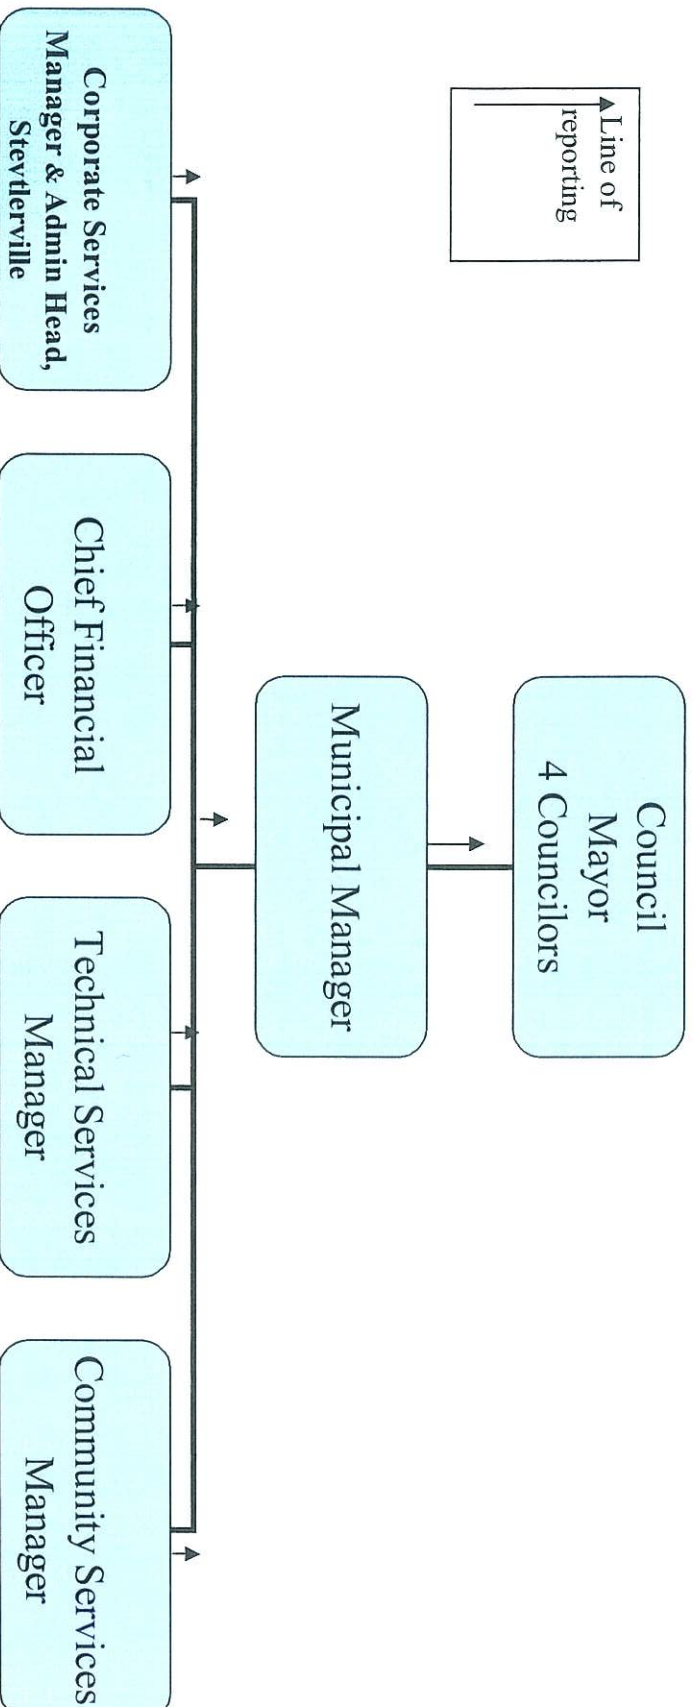 Council
Mayor
4 Councilors
Line of
reporting
Municipal Manager
Corporate Services
Manager & Admin Head,
Steytlerville
Chief Financial
Officer
Technical Services
Manager
Community Services
Manager